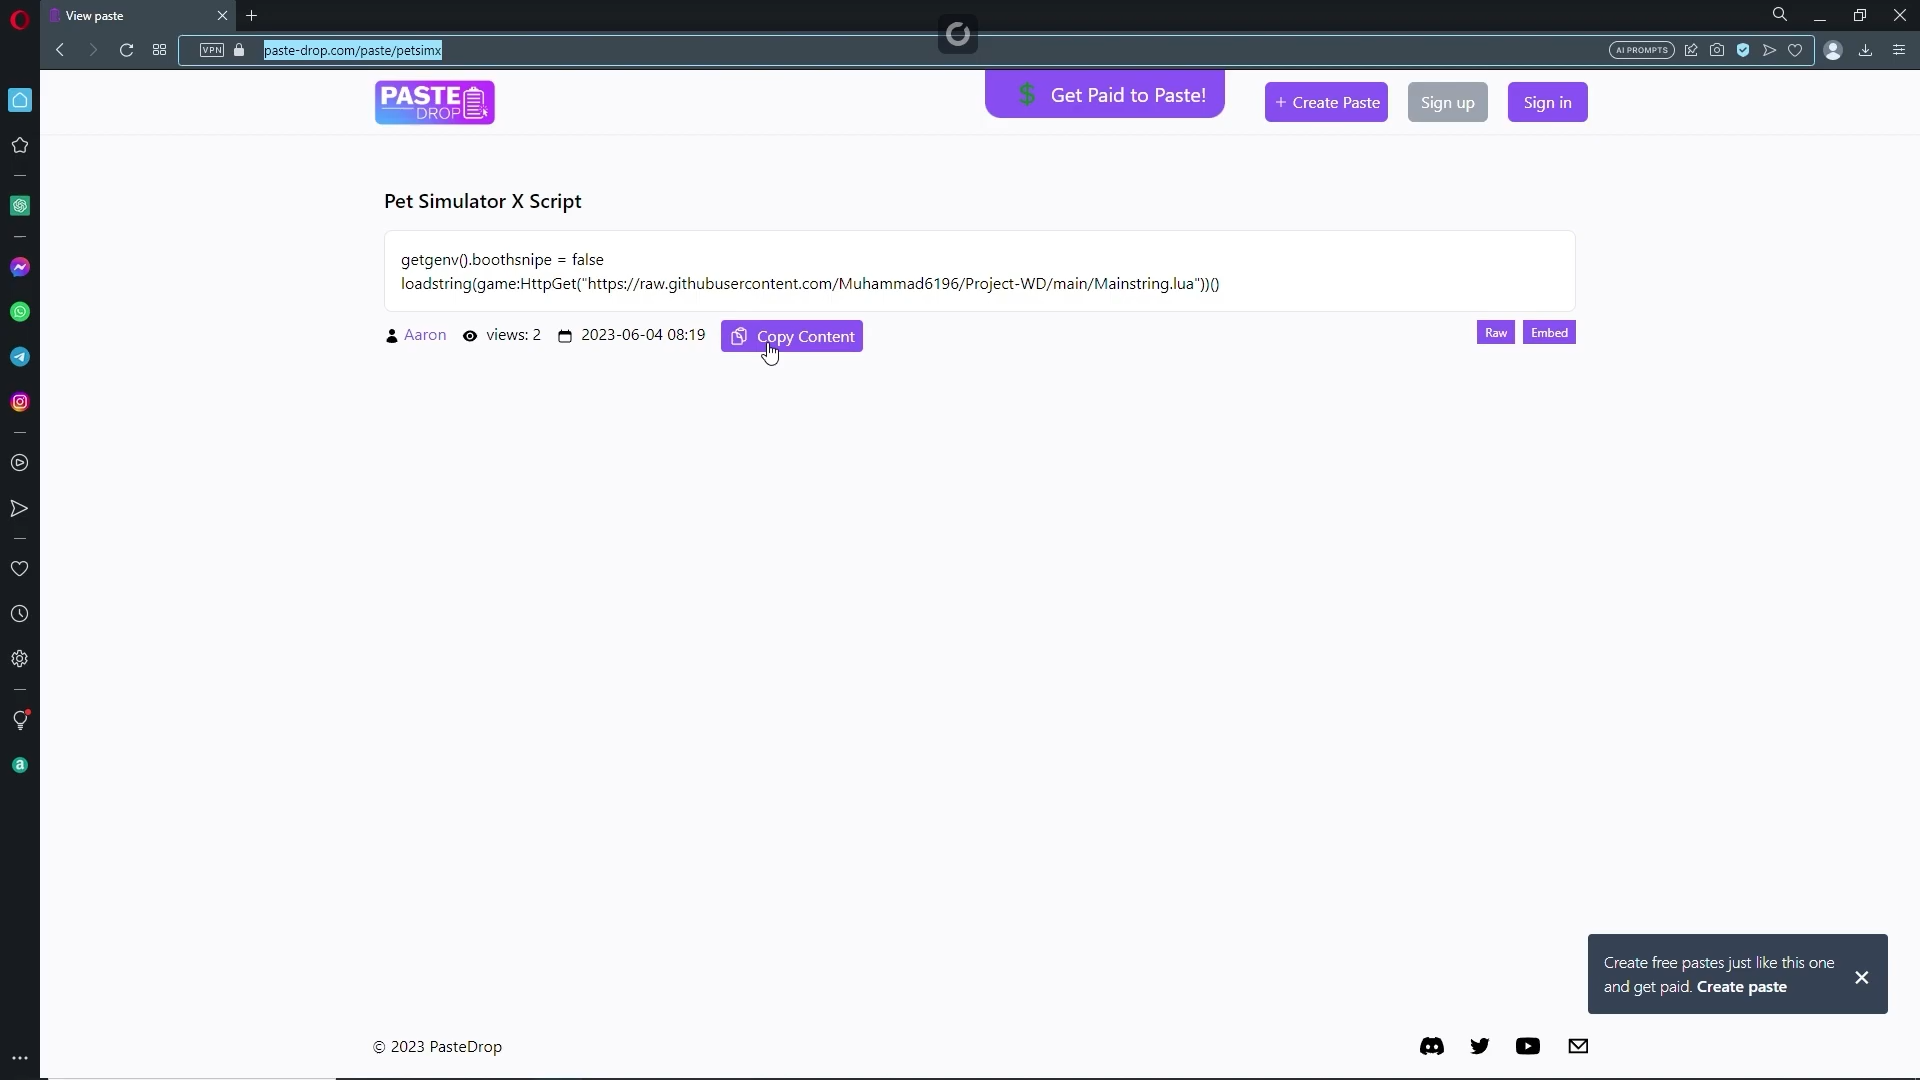 View paste
VPN
paste-drop.com/paste/petsimx
AI PROMPTS
PASTE
DROP
$ Get Paid to Paste!
+ Create Paste
Sign up
Sign in
Pet Simulator X Script
getgenv().boothsnipe = false
loadstring(game:HttpGet("https://raw.githubusercontent.com/Muhammad6196/Project-WD/main/Mainstring.lua"))()
Aaron
views: 2
2023-06-04 08:19
Copy Content
Raw
Embed
a
Create free pastes just like this one
and get paid. Create paste
© 2023 PasteDrop